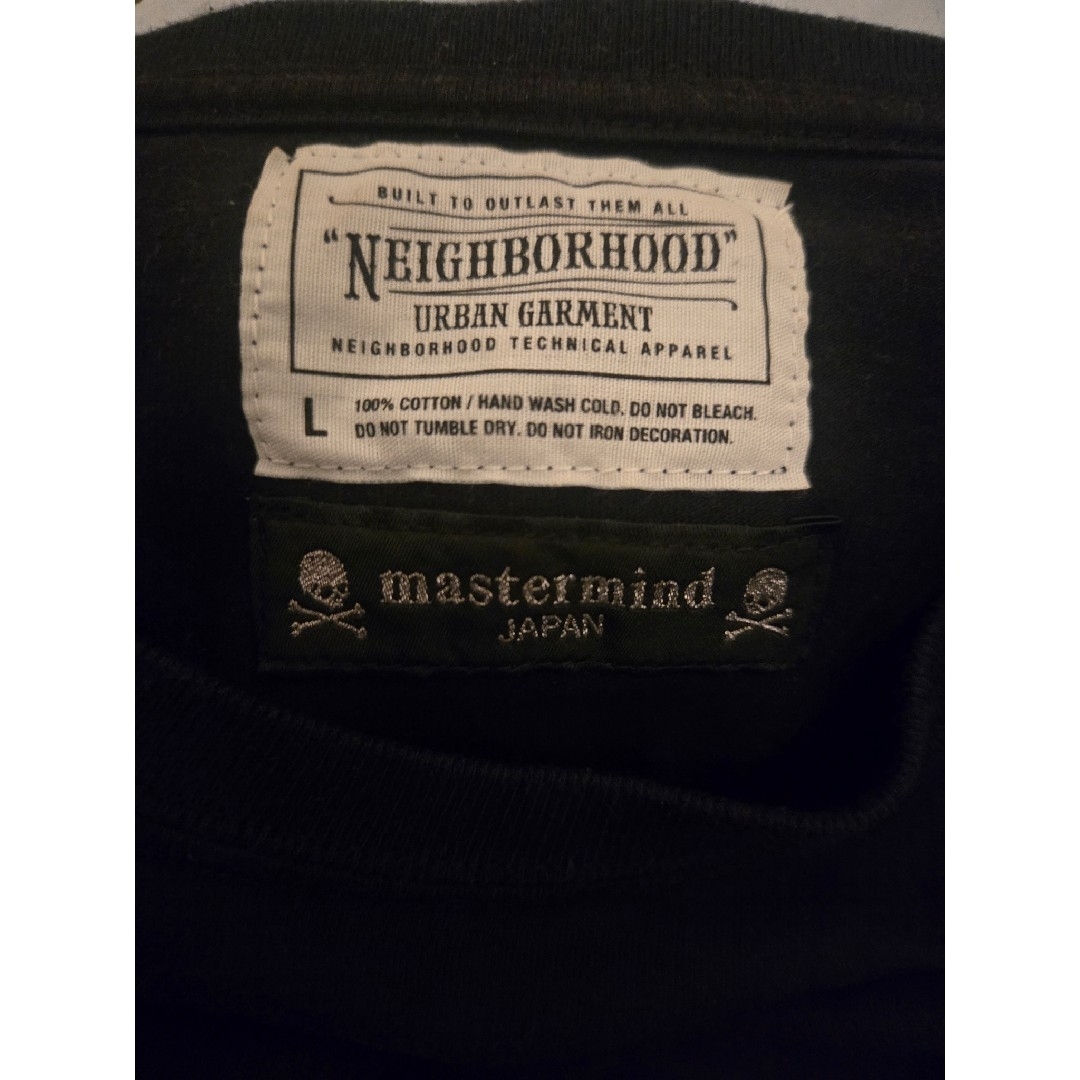 BUILT TO OUTLAST THEM ALL
"NEIGHBORHOOD"
URBAN GARMENT
NEIGHBORHOOD TECHNICAL APPAREL
L
100% COTTON / HAND WASH COLD. DO NOT BLEACH.
DO NOT TUMBLE DRY. DO NOT IRON DECORATION.
mastermind
JAPAN